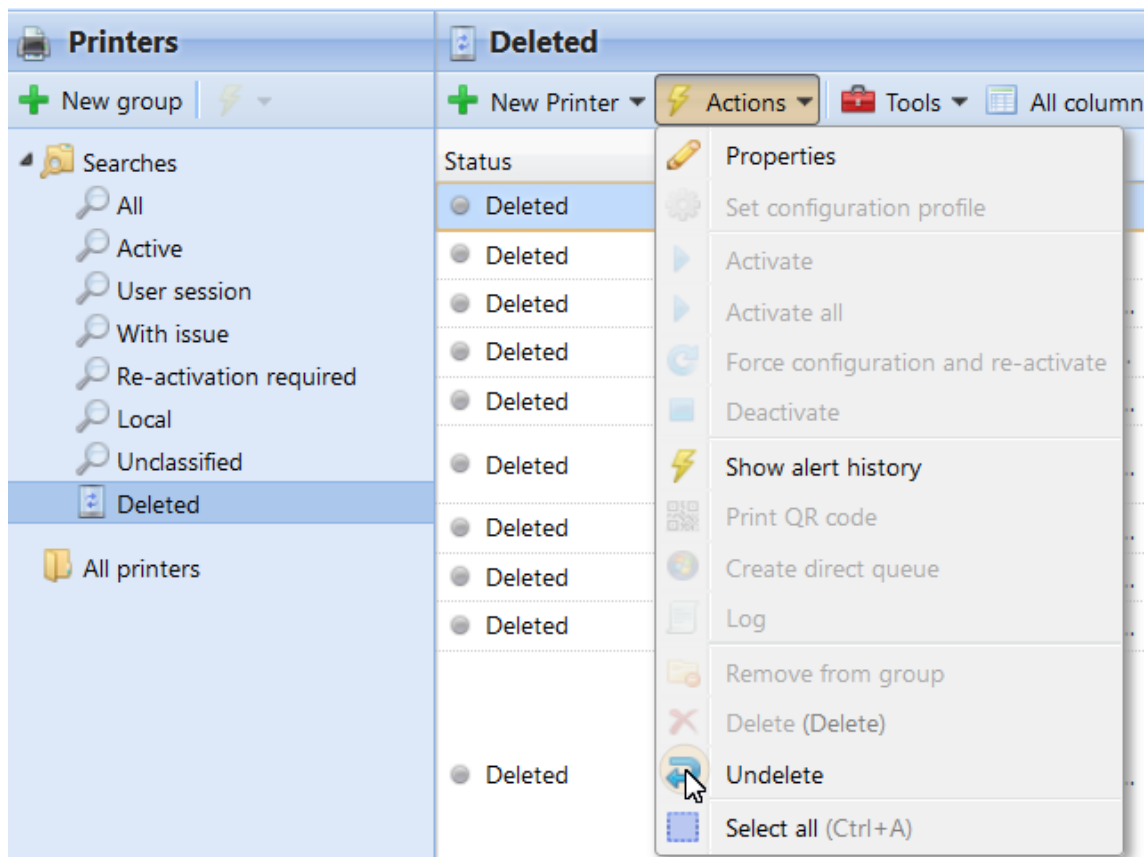 Printers
New group
Searches
All
Active
User session
With issue
Re-activation required
Local
Unclassified
Deleted
All printers
Deleted
New Printer Actions Tools All column
Status
Deleted
Deleted
Deleted
Deleted
Deleted
Deleted
Deleted
Deleted
Deleted
Deleted
Properties
Set configuration profile
Activate
Activate all
Force configuration and re-activate
Deactivate
Show alert history
Print QR code
Create direct queue
Log
Remove from group
Delete (Delete)
Undelete
Select all (Ctrl+A)